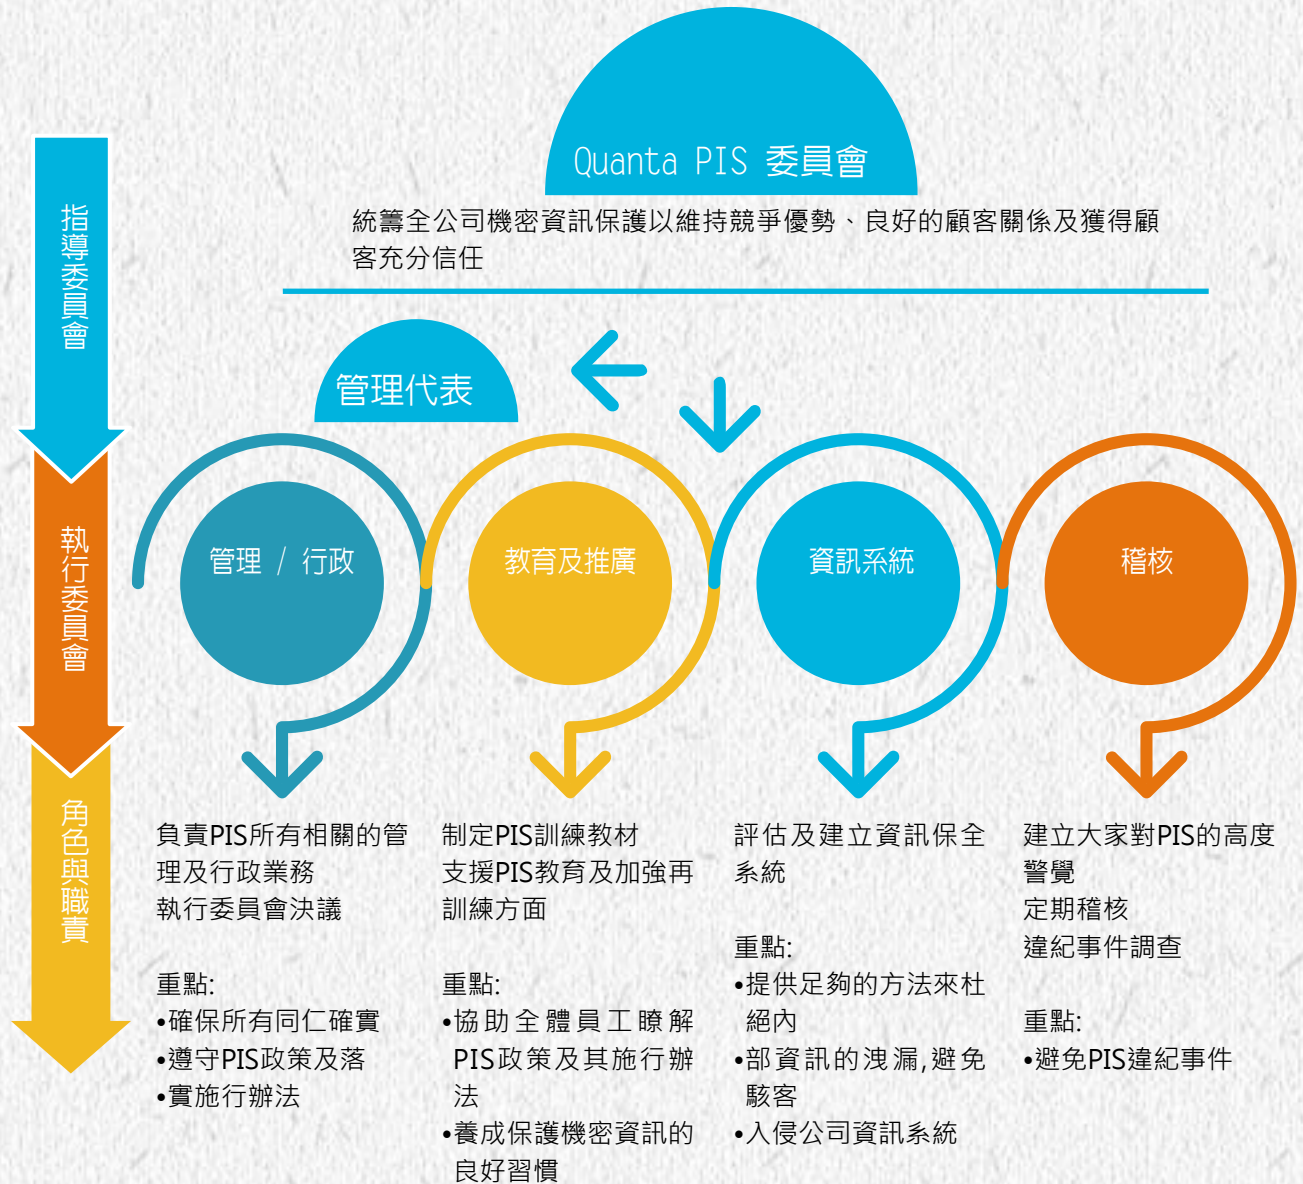 Quanta PIS 委員會
統籌全公司機密資訊保護以維持競爭優勢、良好的顧客關係及獲得顧
客充分信任
指導委員會
管理代表
執行委員會
管理 / 行政
教育及推廣
資訊系統
稽核
角色與職責
負責PIS所有相關的管
理及行政業務
執行委員會決議
重點:
•確保所有同仁確實
•遵守PIS政策及落
•實施行辦法
制定PIS訓練教材
支援PIS教育及加強再
訓練方面
重點:
•協助全體員工瞭解
PIS政策及其施行辦
法
•養成保護機密資訊的
良好習慣
評估及建立資訊保全
系統
重點:
•提供足夠的方法來杜
絕內
•部資訊的洩漏,避免
駭客
•入侵公司資訊系統
建立大家對PIS的高度
警覺
定期稽核
違紀事件調查
重點:
•避免PIS違紀事件